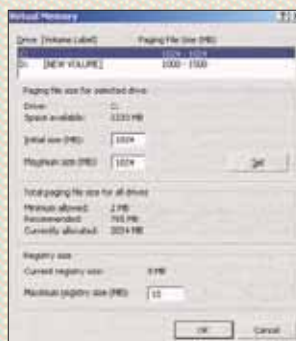 Virtual Memory
Drive [Volume Label] Paging File Size (MB)
C: 1024 - 1024
D: [NEW VOLUME] 1000 - 1500
Paging file size for selected drive
Drive: C:
Space available: MB
Initial size (MB): 1024
Maximum size (MB): 1024
Set
Total paging file size for all drives
Minimum allowed: 2 MB
Recommended: MB
Currently allocated: MB
Registry size
Current registry size: MB
Maximum registry size (MB):
OK Cancel